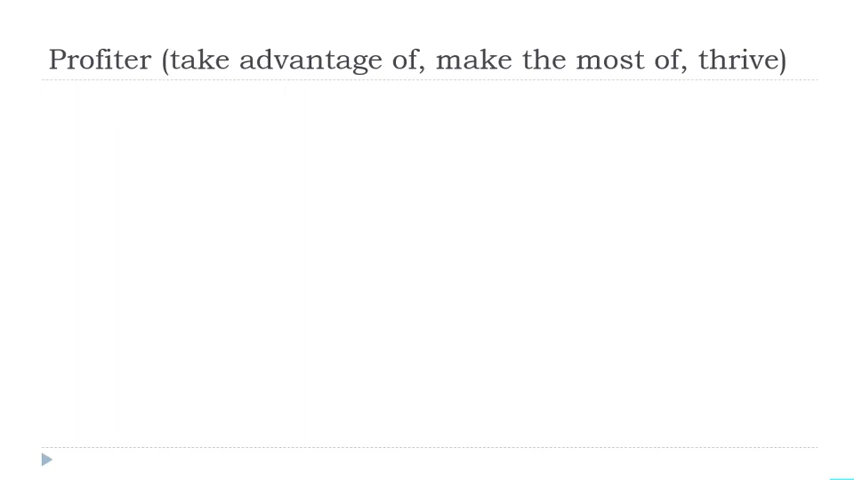 Profiter (take advantage of, make the most of, thrive)